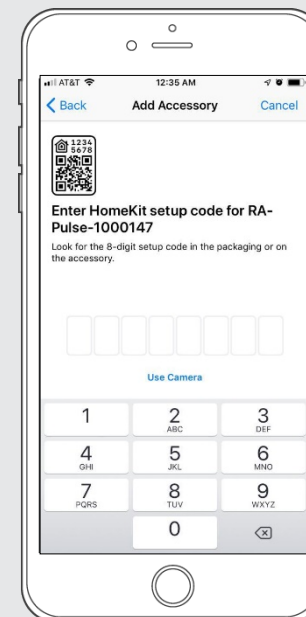 AT&T 12:35 AM
Back Add Accessory Cancel
1234
5678
Enter HomeKit setup code for RA-
Pulse-1000147
Look for the 8-digit setup code in the packaging or on
the accessory.
Use Camera
1 2 3
ABC DEF
4 5 6
GHI JKL MNO
7 8 9
PQRS TUV WXYZ
0